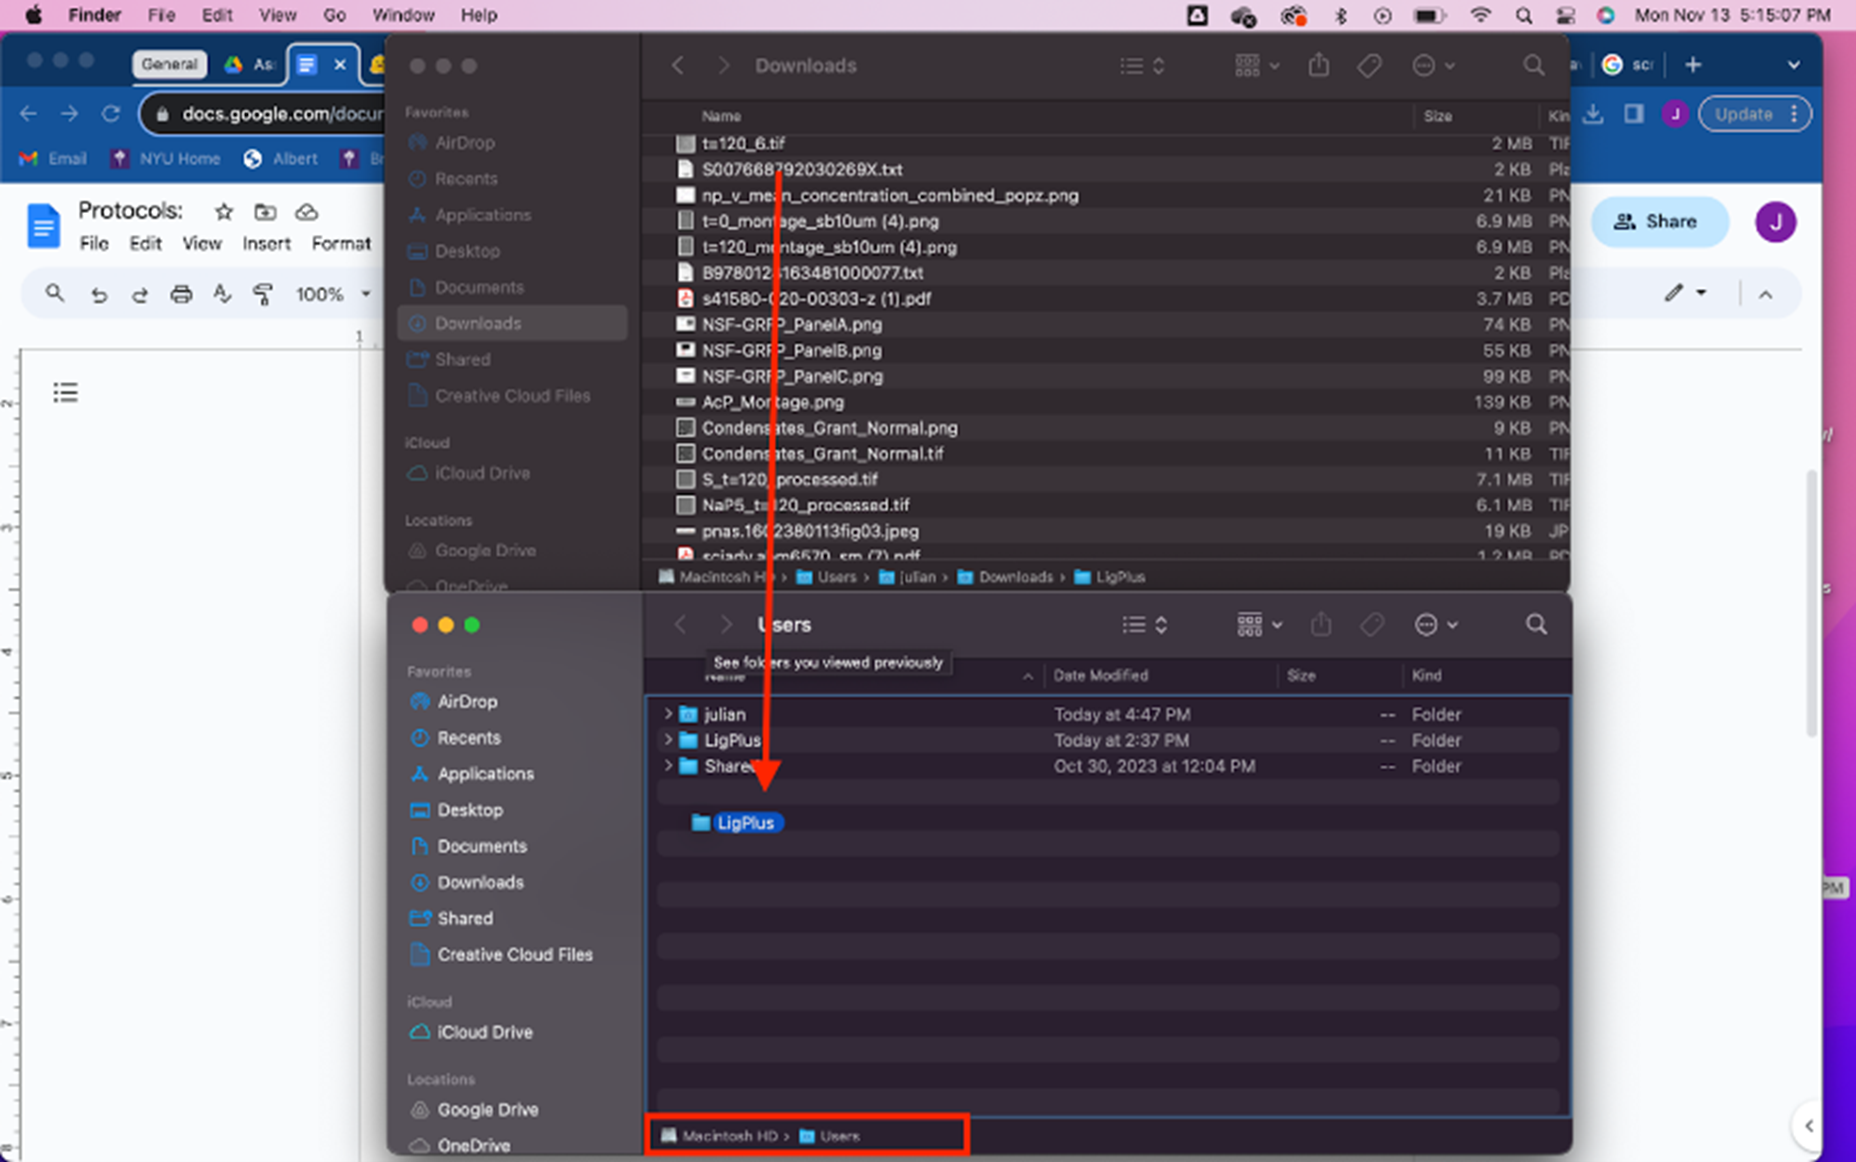 Finder File Edit View Go Window Help Mon Nov 13 5:15:07 PM
General As scr
docs.google.com/docur Update
Email NYU Home Albert Br
Protocols:
File Edit View Insert Format
Share J
100%
1
2
3
4
5
6
7
8
Downloads
Favorites
AirDrop
Recents
Applications
Desktop
Documents
Downloads
Shared
Creative Cloud Files
iCloud
iCloud Drive
Locations
Google Drive
OneDrive
Name Size Kin
t=120_6.tif 2 MB TIF
S0076687792030269X.txt 2 KB Pla
np_v_mean_concentration_combined_popz.png 21 KB PN
t=0_montage_sb10um (4).png 6.9 MB PN
t=120_montage_sb10um (4).png 6.9 MB PN
2 KB Pla
s41580-020-00303-z (1).pdf 3.7 MB PD
NSF-GRFP_PanelA.png 74 KB PN
NSF-GRFP_PanelB.png 55 KB PN
NSF-GRFP_PanelC.png 99 KB PN
AcP_Montage.png 139 KB PN
Condensates_Grant_Normal.png 9 KB PN
Condensates_Grant_Normal.tif 11 KB TIF
S_t=120_processed.tif 7.1 MB TIF
NaP5_t=120_processed.tif 6.1 MB TIF
pnas.1602380113fig03.jpeg 19 KB JP
1.2 MB PD
Macintosh HD › Users › julian › Downloads › LigPlus
Users
See folders you viewed previously
Name Date Modified Size Kind
julian Today at 4:47 PM -- Folder
LigPlus Today at 2:37 PM -- Folder
Shared Oct 30, 2023 at 12:04 PM -- Folder
LigPlus
Favorites
AirDrop
Recents
Applications
Desktop
Documents
Downloads
Shared
Creative Cloud Files
iCloud
iCloud Drive
Locations
Google Drive
OneDrive
Macintosh HD › Users
PM